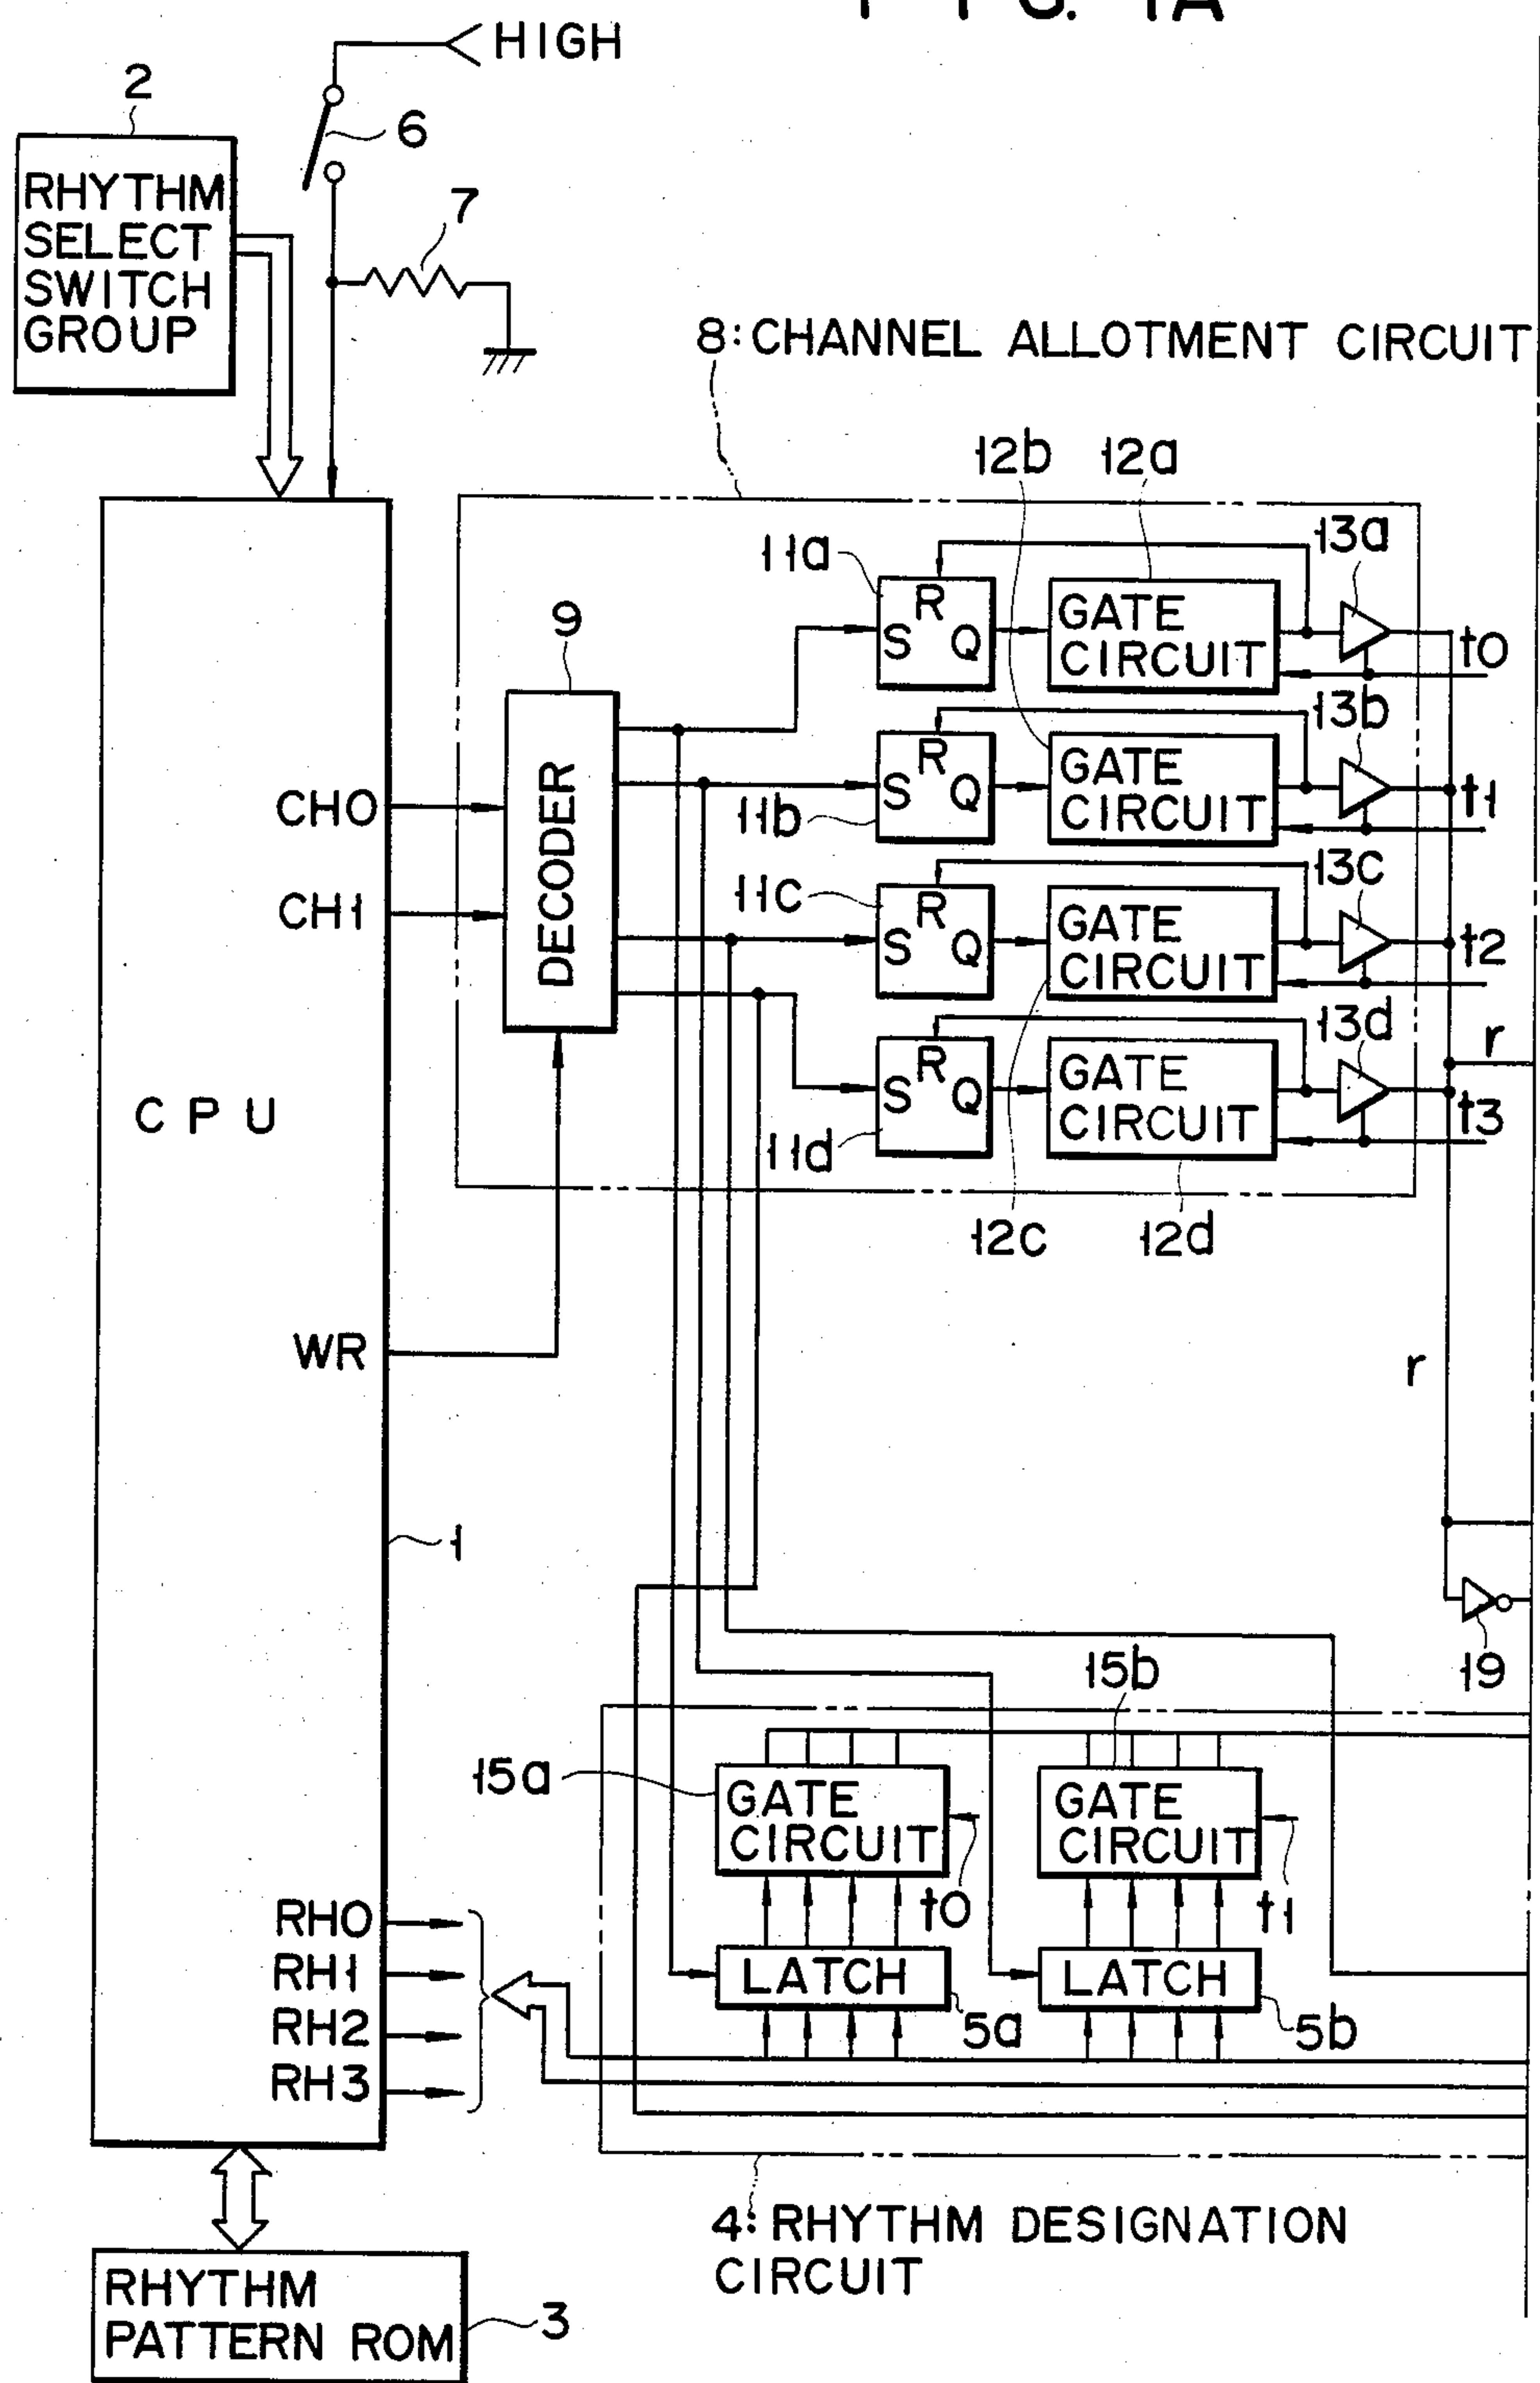 FIG. 1A
HIGH
2
6
RHYTHM
SELECT
SWITCH
GROUP
7
8: CHANNEL ALLOTMENT CIRCUIT
12b
12a
13a
11a
R
S
Q
GATE
CIRCUIT
t0
9
DECODER
13b
R
S
Q
GATE
CIRCUIT
t1
11b
CH0
CH1
13c
11c
R
S
Q
GATE
CIRCUIT
t2
13d
r
R
S
Q
GATE
CIRCUIT
t3
11d
12c
12d
CPU
WR
r
1
19
15b
15a
GATE
CIRCUIT
t0
GATE
CIRCUIT
t1
RH0
RH1
RH2
RH3
LATCH
5a
LATCH
5b
4: RHYTHM DESIGNATION
CIRCUIT
RHYTHM
PATTERN ROM
3